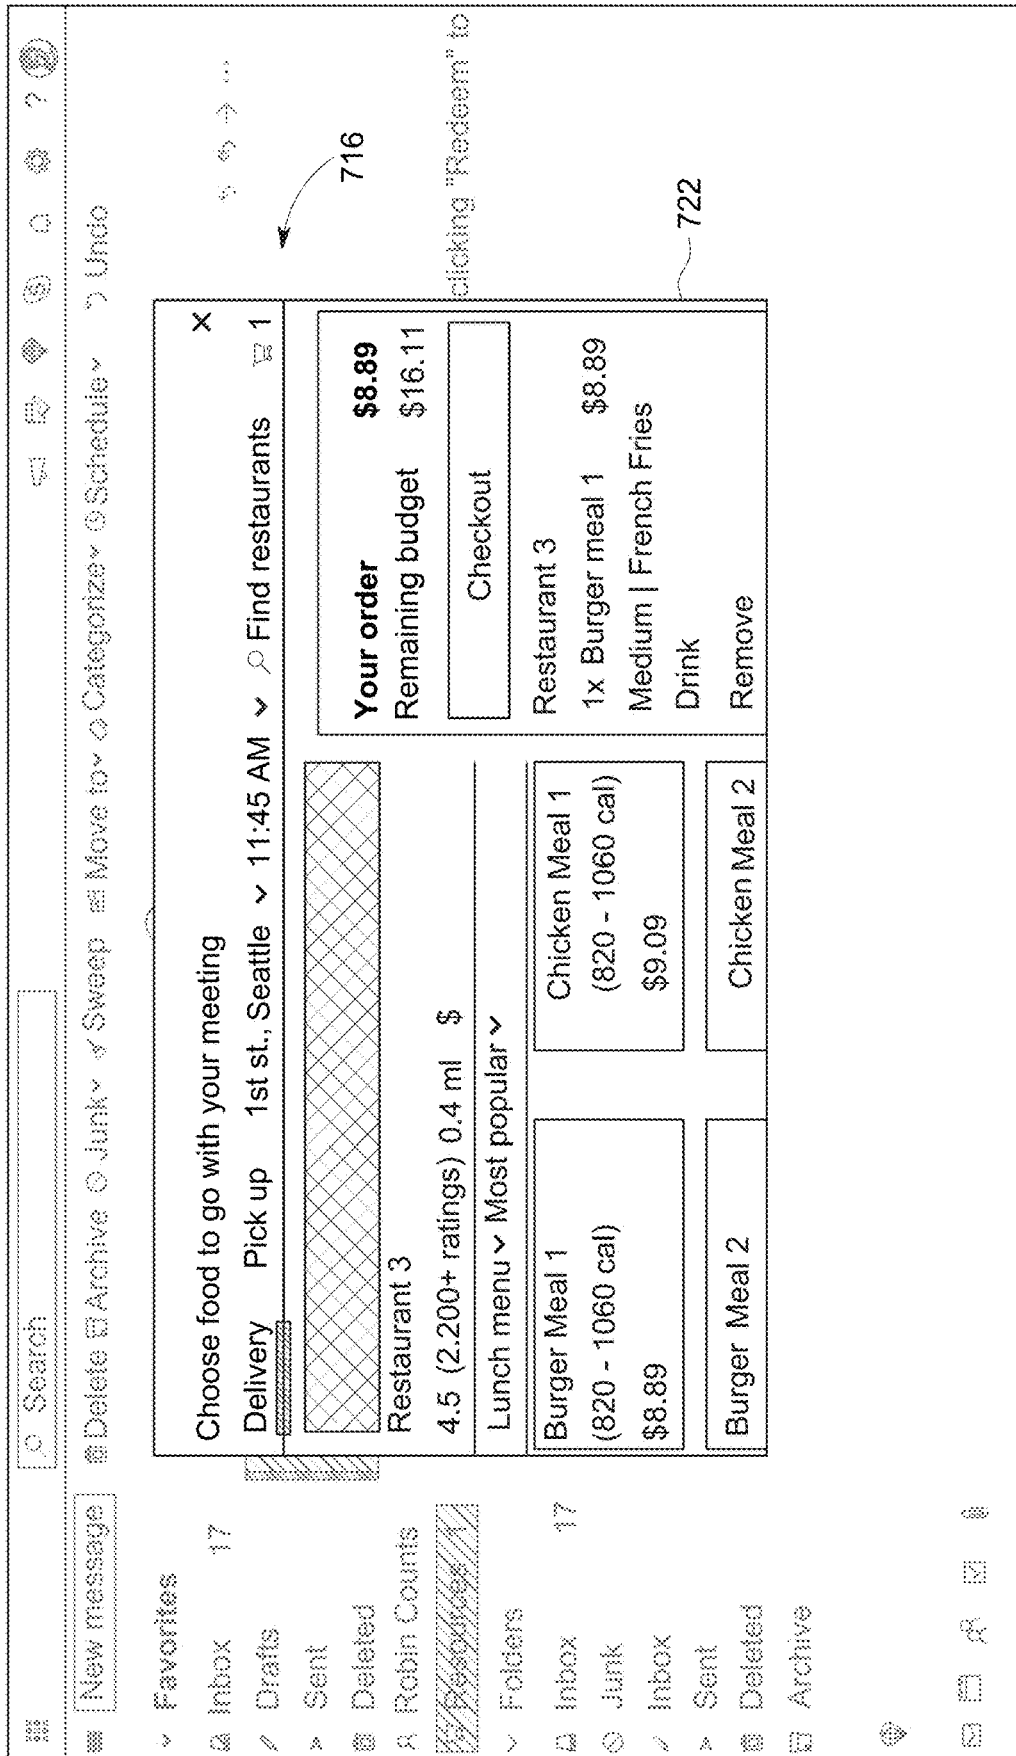 Search
?
New message
Delete Archive Junk Sweep Move to Categorize Schedule Undo
Favorites
Inbox 17
Drafts
Sent
Deleted
Robin Counts
Resources 1
Folders
Inbox 17
Junk
Inbox
Sent
Deleted
Archive
Choose food to go with your meeting
X
Delivery Pick up 1st st., Seattle 11:45 AM Find restaurants 1
Restaurant 3
4.5 (2.200+ ratings) 0.4 ml $
Lunch menu Most popular
Burger Meal 1
(820 - 1060 cal)
$8.89
Chicken Meal 1
(820 - 1060 cal)
$9.09
Burger Meal 2
Chicken Meal 2
Your order $8.89
Remaining budget $16.11
Checkout
Restaurant 3
1x Burger meal 1 $8.89
Medium | French Fries
Drink
Remove
716
clicking "Redeem" to
722